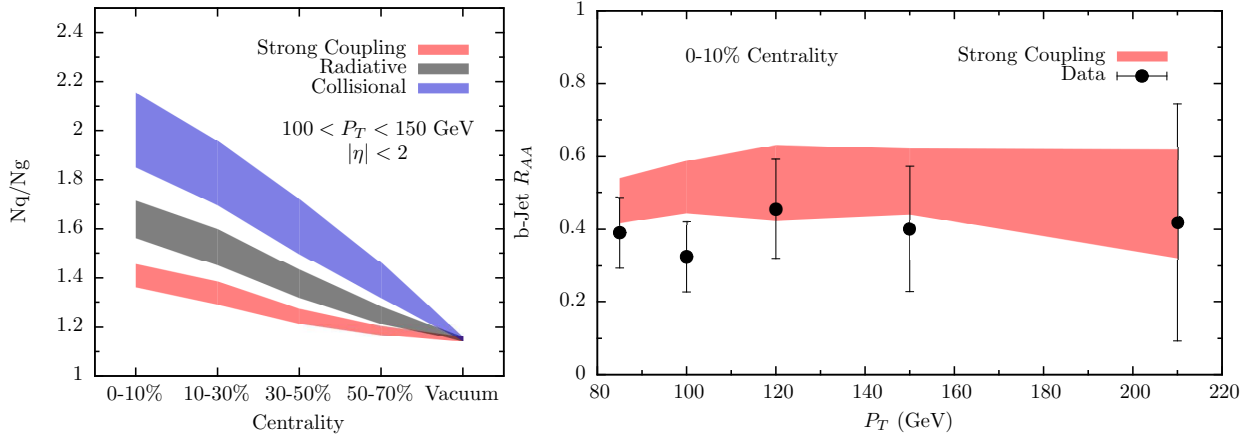 2.4
2.2
2
1.8
1.6
1.4
1.2
1
Nq/Ng
Strong Coupling
Radiative
Collisional
100 < P_T < 150 GeV
|η| < 2
0-10% 10-30% 30-50% 50-70% Vacuum
Centrality
1
0.8
0.6
0.4
0.2
0
b-Jet R_{AA}
0-10% Centrality
Strong Coupling
Data
80 100 120 140 160 180 200 220
P_T (GeV)